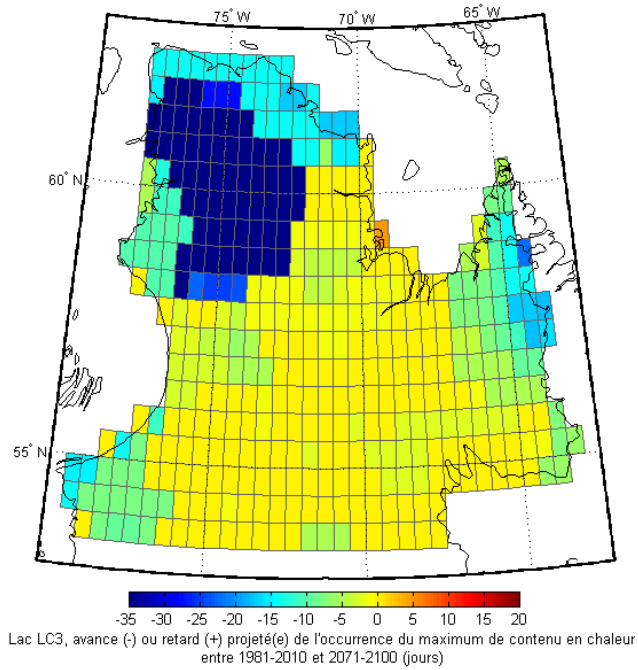 75° W 70° W 65° W
60° N
55° N
-35 -30 -25 -20 -15 -10 -5 0 5 10 15 20
Lac LC3, avance (-) ou retard (+) projeté(e) de l'occurrence du maximum de contenu en chaleur
entre 1981-2010 et 2071-2100 (jours)